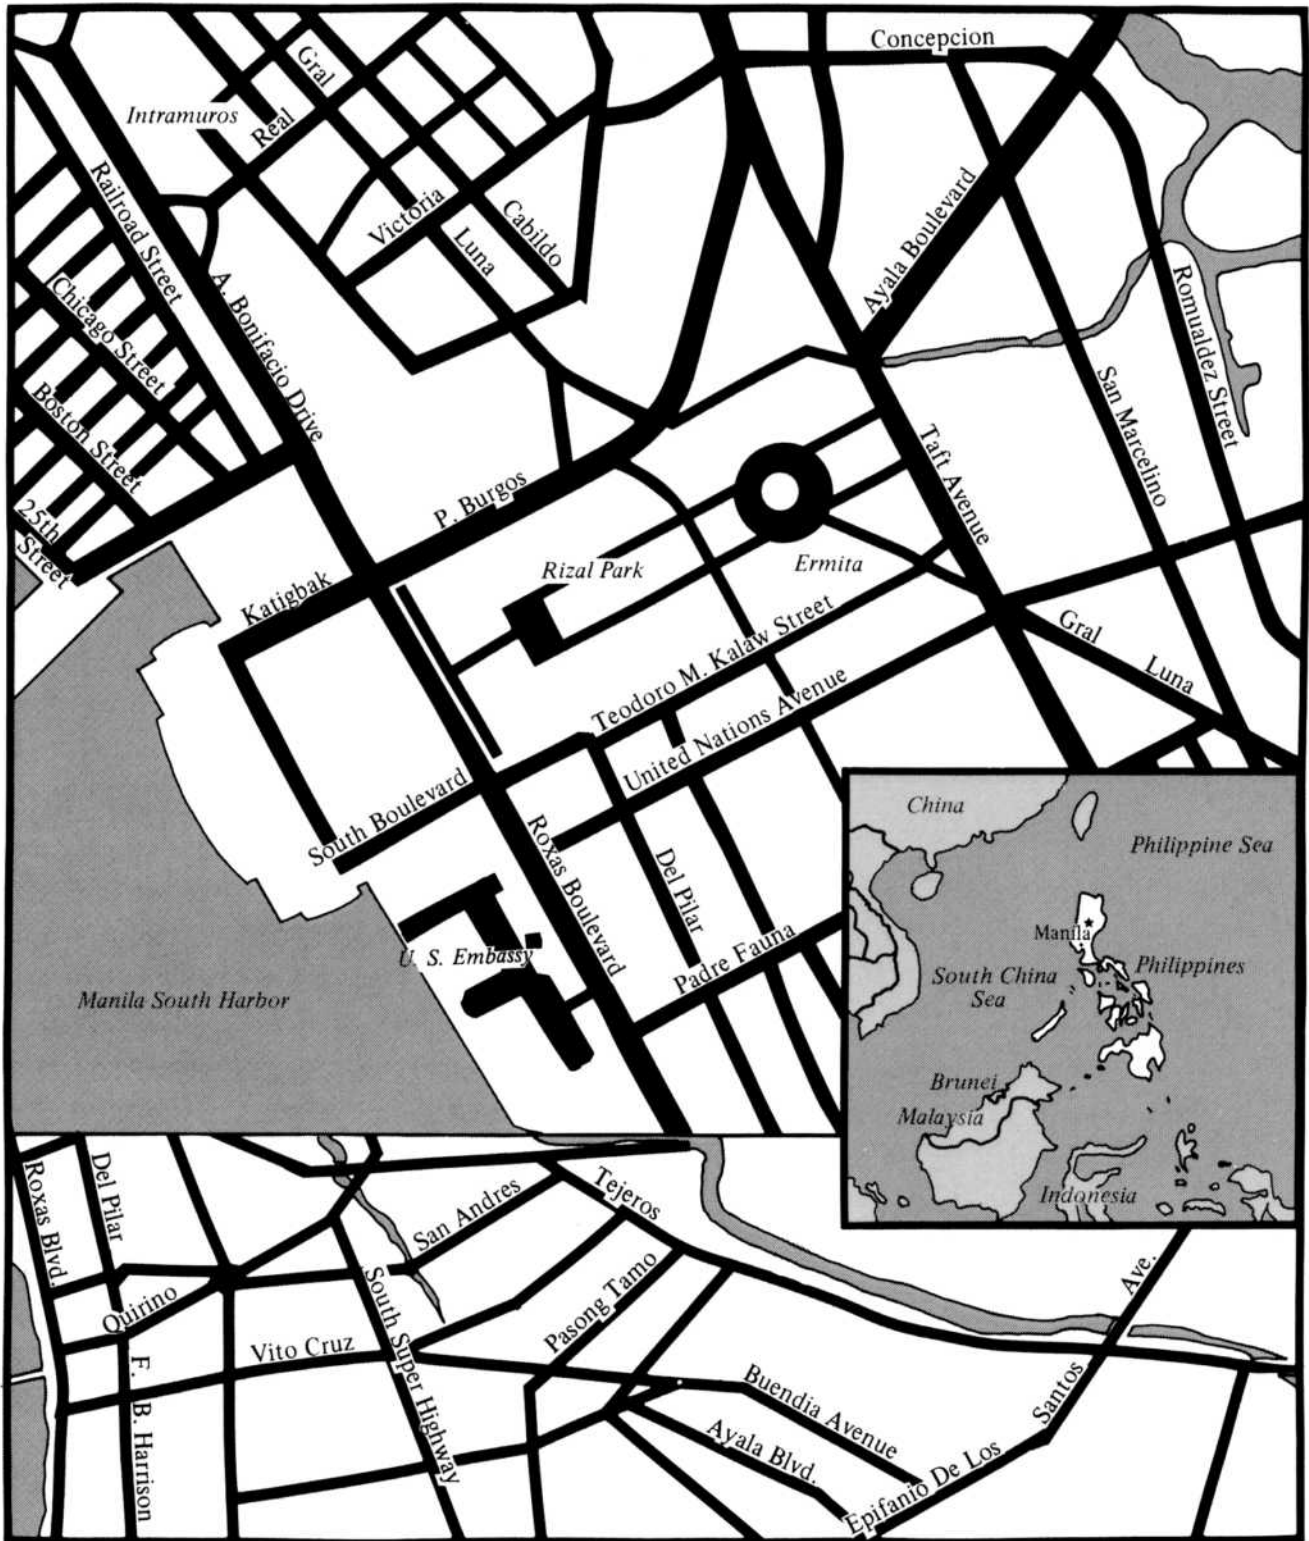 Concepcion
Gral
Intramuros
Real
Railroad Street
Victoria
Cabildo
Luna
Ayala Boulevard
A. Bonifacio Drive
Chicago Street
Romualdez Street
Boston Street
San Marcelino
Taft Avenue
P. Burgos
25th
Street
Rizal Park
Ermita
Katigbak
Teodoro M. Kalaw Street
Gral
Luna
United Nations Avenue
South Boulevard
Roxas Boulevard
Del Pilar
Padre Fauna
U. S. Embassy
Manila South Harbor
China
Philippine Sea
Manila
Philippines
South China
Sea
Brunei
Malaysia
Indonesia
Roxas Blvd.
Del Pilar
San Andres
Tejeros
Quirino
South Super Highway
Pasong Tamo
Vito Cruz
F. B. Harrison
Buendia Avenue
Ayala Blvd.
Epifanio De Los
Santos
Ave.